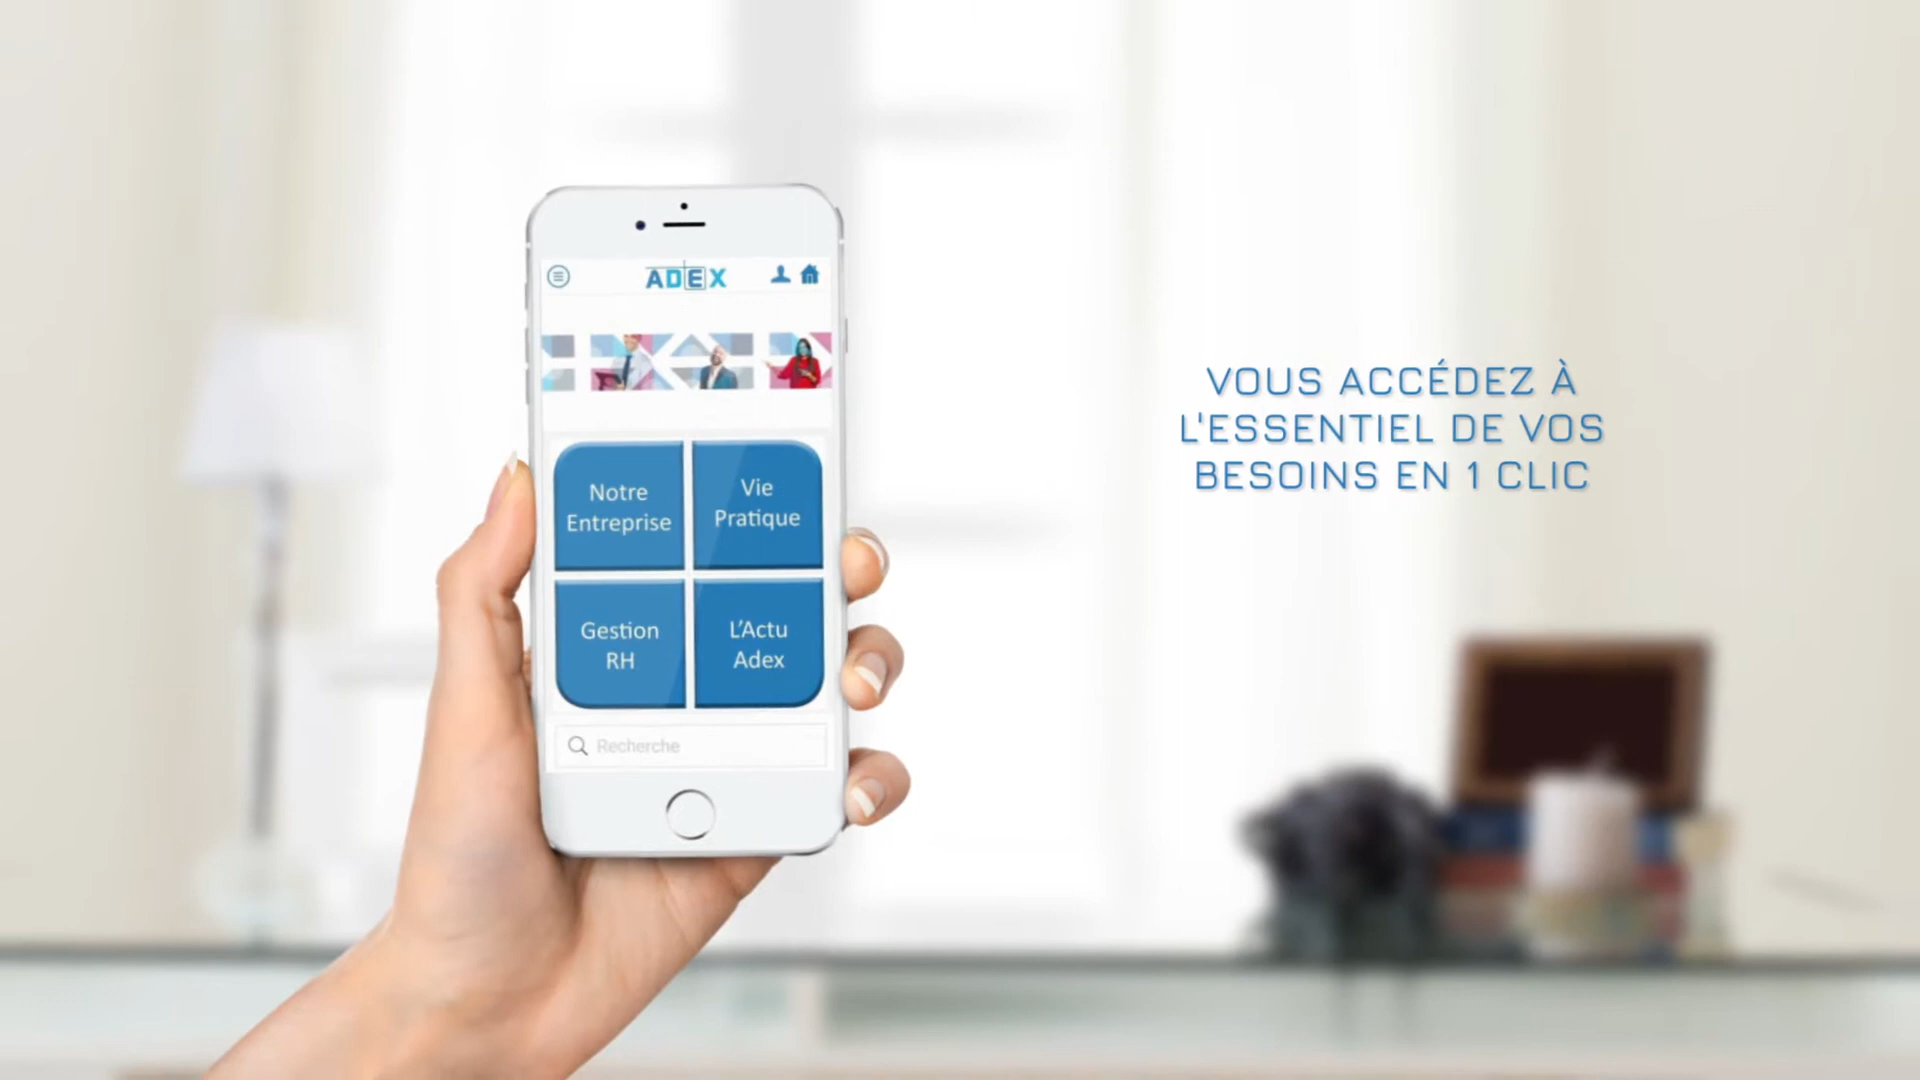 ADEX
Notre
Entreprise
Vie
Pratique
Gestion
RH
L'Actu
Adex
Recherche
VOUS ACCÉDEZ À
L'ESSENTIEL DE VOS
BESOINS EN 1 CLIC